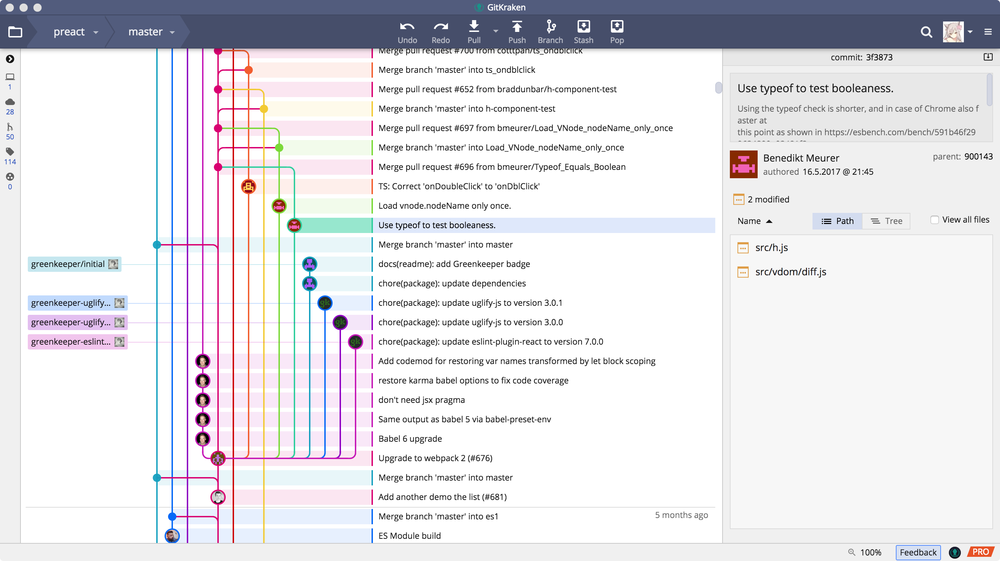 GitKraken
preact
master
Undo
Redo
Pull
Push
Branch
Stash
Pop
1
28
50
114
0
greenkeeper/initial
greenkeeper-uglify...
greenkeeper-uglify...
greenkeeper-eslint...
gk
gk
gk
Merge pull request #700 from cotttpan/ts_ondblclick
Merge branch 'master' into ts_ondblclick
Merge pull request #652 from braddunbar/h-component-test
Merge branch 'master' into h-component-test
Merge pull request #697 from bmeurer/Load_VNode_nodeName_only_once
Merge branch 'master' into Load_VNode_nodeName_only_once
Merge pull request #696 from bmeurer/Typeof_Equals_Boolean
TS: Correct 'onDoubleClick' to 'onDblClick'
Load vnode.nodeName only once.
Use typeof to test booleaness.
Merge branch 'master' into master
docs(readme): add Greenkeeper badge
chore(package): update dependencies
chore(package): update uglify-js to version 3.0.1
chore(package): update uglify-js to version 3.0.0
chore(package): update eslint-plugin-react to version 7.0.0
Add codemod for restoring var names transformed by let block scoping
restore karma babel options to fix code coverage
don't need jsx pragma
Same output as babel 5 via babel-preset-env
Babel 6 upgrade
Upgrade to webpack 2 (#676)
Merge branch 'master' into master
Add another demo the list (#681)
Merge branch 'master' into es1
5 months ago
ES Module build
commit: 3f3873
Use typeof to test booleaness.
Using the typeof check is shorter, and in case of Chrome also f
aster at
this point as shown in https://esbench.com/bench/591b46f29
Benedikt Meurer
authored 16.5.2017 @ 21:45
parent: 900143
2 modified
Name
Path
Tree
View all files
src/h.js
src/vdom/diff.js
100%
Feedback
PRO